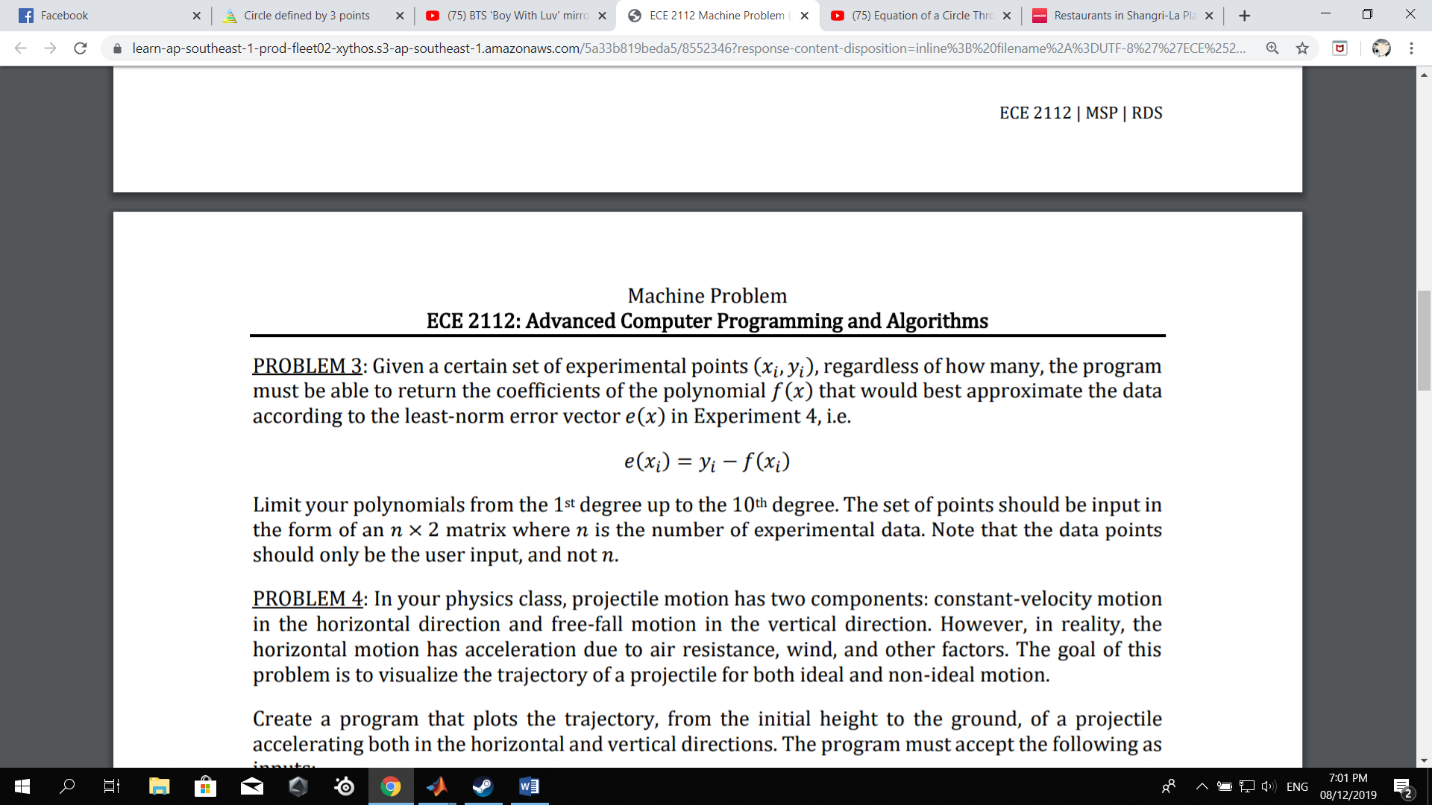 Facebook
Circle defined by 3 points
(75) BTS 'Boy With Luv' mirro
ECE 2112 Machine Problem (
(75) Equation of a Circle Thro
Restaurants in Shangri-La Pla
learn-ap-southeast-1-prod-fleet02-xythos.s3-ap-southeast-1.amazonaws.com/5a33b819beda5/8552346?response-content-disposition=inline%3B%20filename%2A%3DUTF-8%27%27ECE%252...
ECE 2112 | MSP | RDS
Machine Problem
ECE 2112: Advanced Computer Programming and Algorithms
PROBLEM 3: Given a certain set of experimental points (xᵢ, yᵢ), regardless of how many, the program
must be able to return the coefficients of the polynomial f(x) that would best approximate the data
according to the least-norm error vector e(x) in Experiment 4, i.e.
e(xᵢ) = yᵢ − f(xᵢ)
Limit your polynomials from the 1st degree up to the 10th degree. The set of points should be input in
the form of an n × 2 matrix where n is the number of experimental data. Note that the data points
should only be the user input, and not n.
PROBLEM 4: In your physics class, projectile motion has two components: constant-velocity motion
in the horizontal direction and free-fall motion in the vertical direction. However, in reality, the
horizontal motion has acceleration due to air resistance, wind, and other factors. The goal of this
problem is to visualize the trajectory of a projectile for both ideal and non-ideal motion.
Create a program that plots the trajectory, from the initial height to the ground, of a projectile
accelerating both in the horizontal and vertical directions. The program must accept the following as
inputs:
ENG
7:01 PM
08/12/2019
2